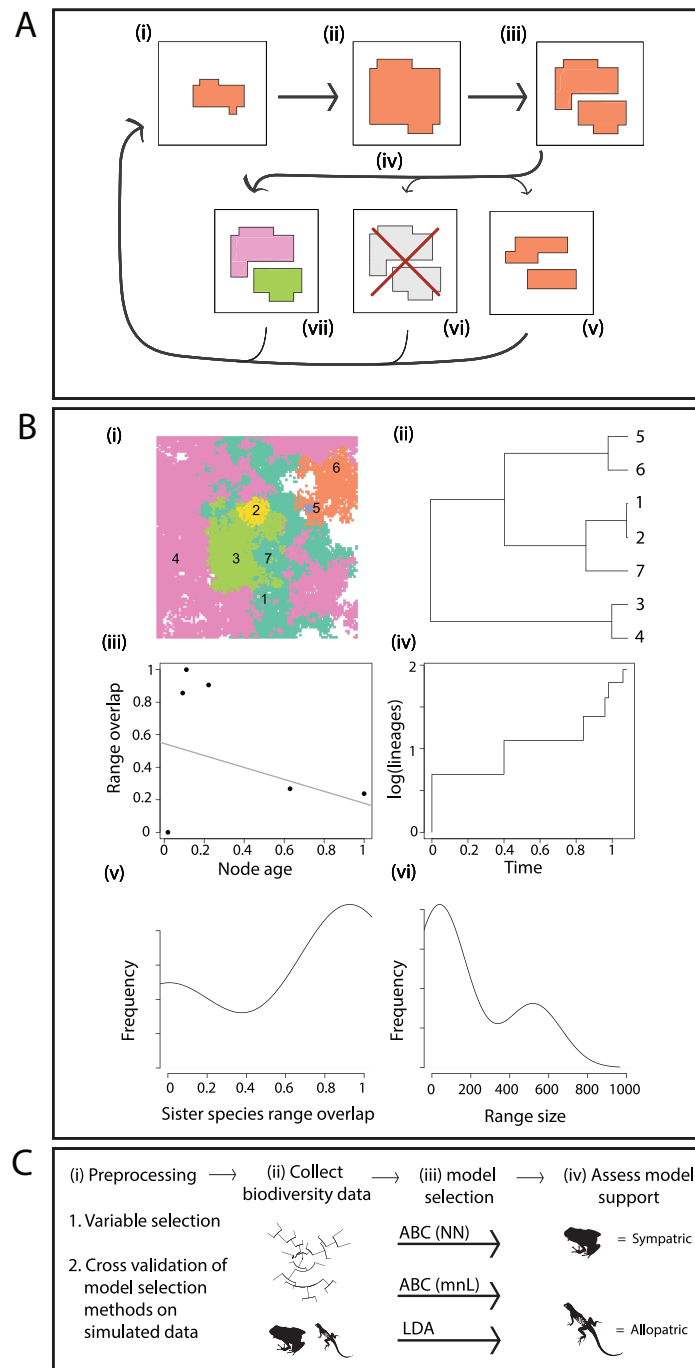 A
(i)
(ii)
(iii)
(iv)
(vii)
(vi)
(v)
B
(i)
6
5
2
4
3
7
1
(ii)
5
6
1
2
7
3
4
(iii)
Range overlap
1
0.8
0.6
0.4
0.2
0
0
0.2
0.4
0.6
0.8
1
Node age
(iv)
log(lineages)
2
1
0
0
0.2
0.4
0.6
0.8
1
Time
(v)
Frequency
0
0.2
0.4
0.6
0.8
1
Sister species range overlap
(vi)
Frequency
0
200
400
600
800
1000
Range size
C
(i) Preprocessing
1. Variable selection
2. Cross validation of
model selection
methods on
simulated data
(ii) Collect
biodiversity data
(iii) model
selection
ABC (NN)
ABC (mnL)
LDA
(iv) Assess model
support
= Sympatric
= Allopatric